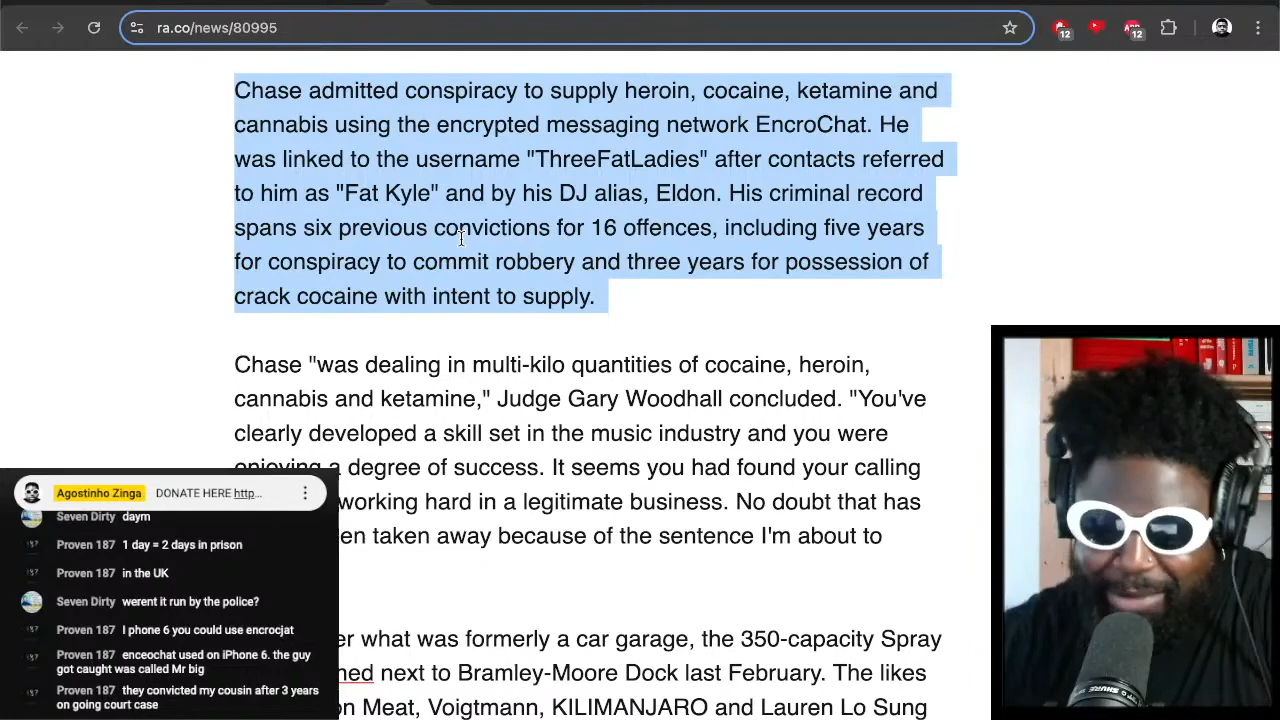 ra.co/news/80995
12
12
Chase admitted conspiracy to supply heroin, cocaine, ketamine and
cannabis using the encrypted messaging network EncroChat. He
was linked to the username "ThreeFatLadies" after contacts referred
to him as "Fat Kyle" and by his DJ alias, Eldon. His criminal record
spans six previous convictions for 16 offences, including five years
for conspiracy to commit robbery and three years for possession of
crack cocaine with intent to supply.
Chase "was dealing in multi-kilo quantities of cocaine, heroin,
cannabis and ketamine," Judge Gary Woodhall concluded. "You've
clearly developed a skill set in the music industry and you were
enjoying a degree of success. It seems you had found your calling
working hard in a legitimate business. No doubt that has
en taken away because of the sentence I'm about to
er what was formerly a car garage, the 350-capacity Spray
ned next to Bramley-Moore Dock last February. The likes
on Meat, Voigtmann, KILIMANJARO and Lauren Lo Sung
Agostinho Zinga DONATE HERE http...
Seven Dirty daym
Proven 187 1 day = 2 days in prison
Proven 187 in the UK
Seven Dirty werent it run by the police?
Proven 187 I phone 6 you could use encrocjat
Proven 187 enceochat used on iPhone 6. the guy
got caught was called Mr big
Proven 187 they convicted my cousin after 3 years
on going court case
SHURE